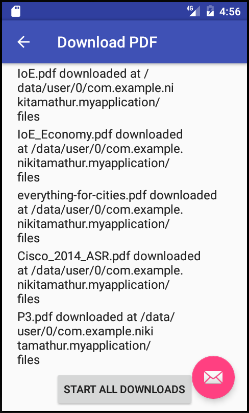 4G 4:56
Download PDF
IoE.pdf downloaded at /
data/user/0/com.example.ni
kitamathur.myapplication/
files
IoE_Economy.pdf downloaded
at /data/user/0/com.example.
nikitamathur.myapplication/
files
everything-for-cities.pdf downloaded
at /data/user/0/com.example.
nikitamathur.myapplication/
files
Cisco_2014_ASR.pdf downloaded
at /data/user/0/com.example.
nikitamathur.myapplication/
files
P3.pdf downloaded at /data/
user/0/com.example.niki
tamathur.myapplication/
files
START ALL DOWNLOADS